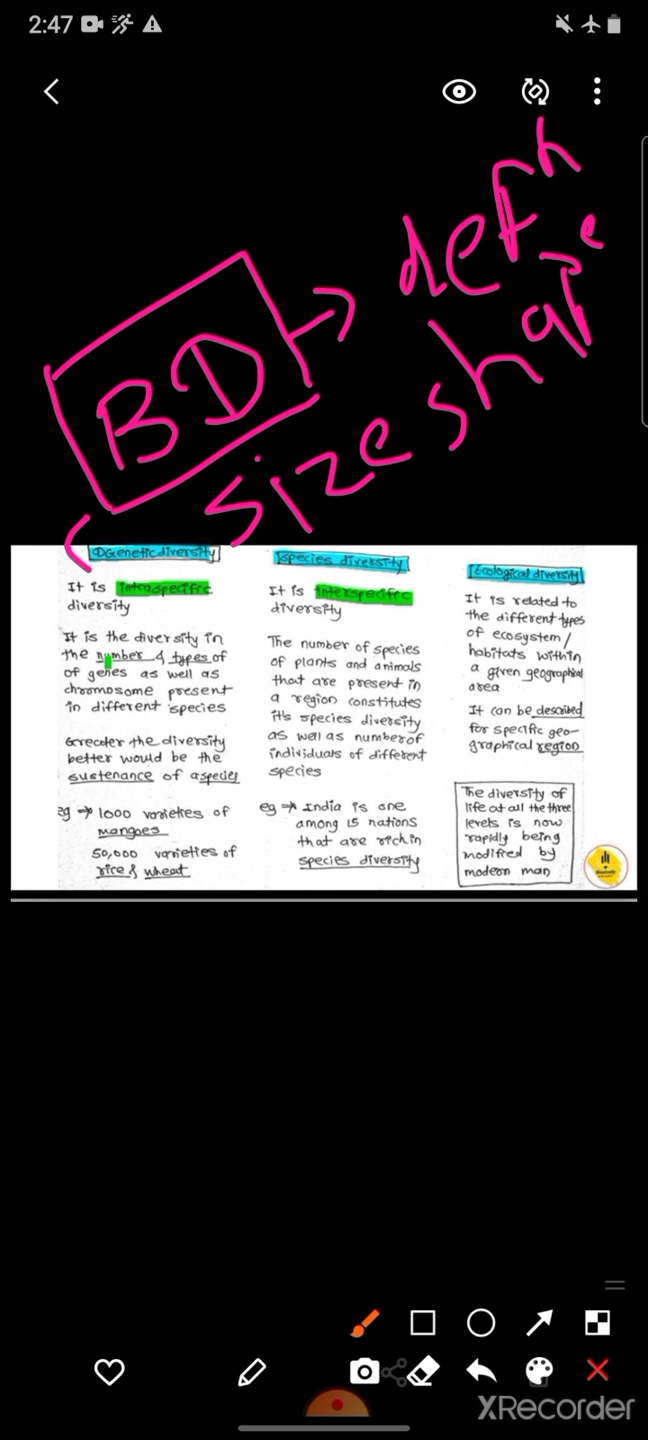 2:47
BD
defn
size shape
①Genetic diversity
It is intraspecific
diversity
It is the diversity in
the number & types of
of genes as well as
chromosome present
in different species
Greater the diversity
better would be the
sustenance of a species
eg → 1000 varieties of
mangoes
50,000 varieties of
rice & wheat
Species diversity
It is interspecific
diversity
The number of species
of plants and animals
that are present in
a region constitutes
it's species diversity
as well as number of
individuals of different
species
eg → India is one
among 15 nations
that are rich in
species diversity
Ecological diversity
It is related to
the different types
of ecosystem/
habitats within
a given geographical
area
It can be described
for specific geo-
graphical region
The diversity of
life at all the three
levels is now
rapidly being
modified by
modern man
XRecorder